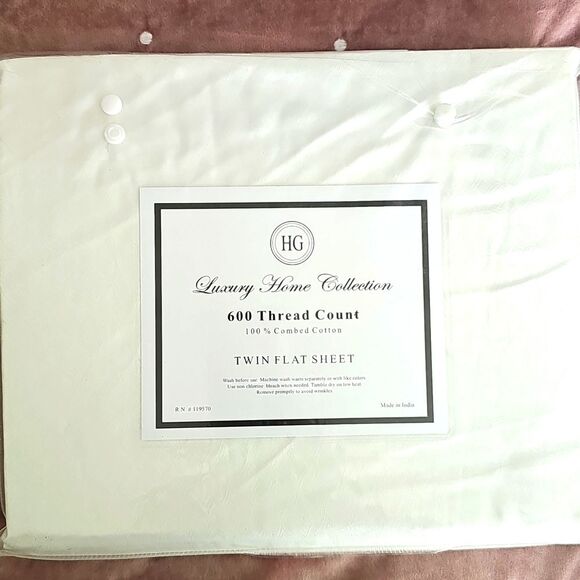 HG
Luxury Home Collection
600 Thread Count
100 % Combed Cotton
TWIN FLAT SHEET
Wash before use. Machine wash warm separately or with like colors.
Use non chlorine bleach when needed. Tumble dry on low heat.
Remove promptly to avoid wrinkles.
R N # 119570
Made in India